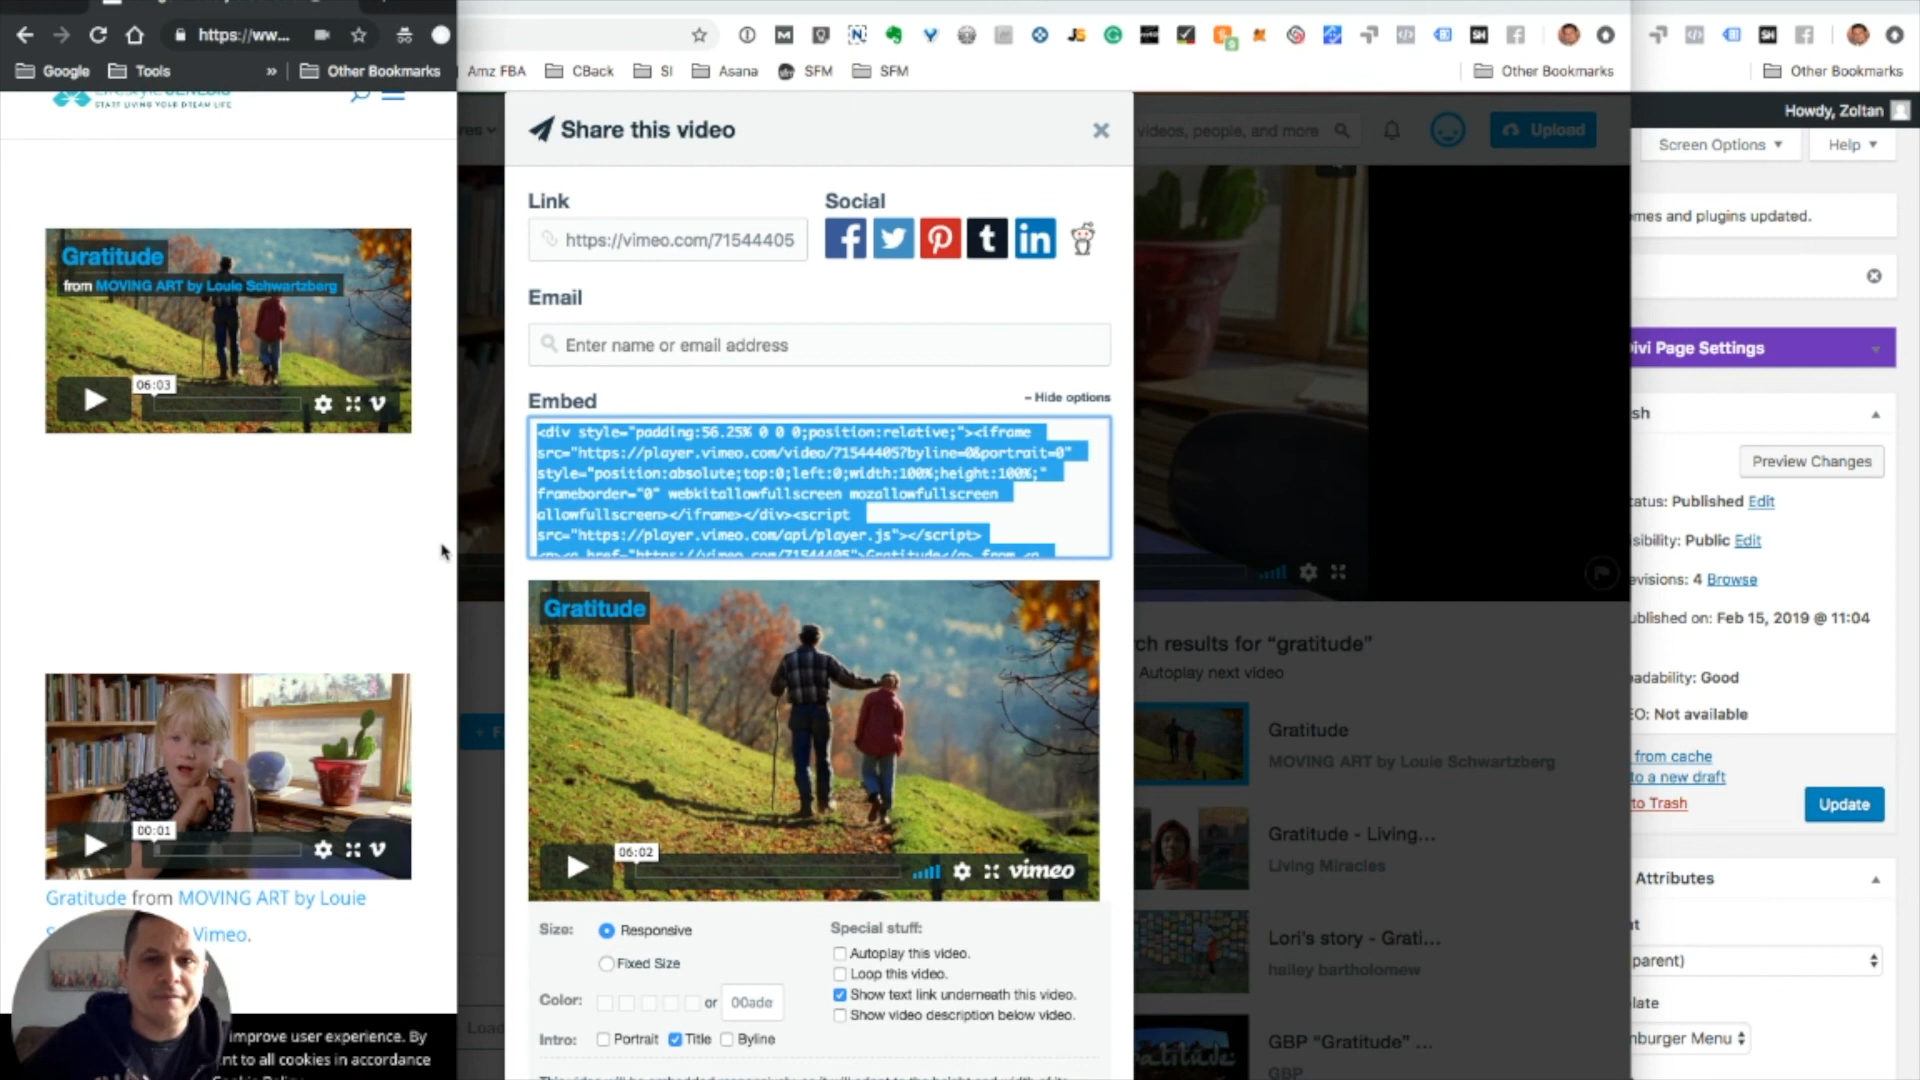 https://ww...
Google
Tools
»
Other Bookmarks
START LIVING YOUR DREAM LIFE
Gratitude
from MOVING ART by Louie Schwartzberg
06:03
00:01
Gratitude from MOVING ART by Louie
Vimeo.
improve user experience. By
nt to all cookies in accordance
Amz FBA
CBack
SI
Asana
SFM
SFM
Other Bookmarks
Share this video
Link
https://vimeo.com/71544405
Social
Email
Enter name or email address
Embed
– Hide options
<div style="padding:56.25% 0 0 0;position:relative;"><iframe
src="https://player.vimeo.com/video/71544405?byline=0&portrait=0"
style="position:absolute;top:0;left:0;width:100%;height:100%;"
frameborder="0" webkitallowfullscreen mozallowfullscreen
allowfullscreen></iframe></div><script
src="https://player.vimeo.com/api/player.js"></script>
<p><a href="https://vimeo.com/71544405">Gratitude</a> from <a
Gratitude
06:02
vimeo
Size:
Responsive
Fixed Size
Color:
or
00ade
Intro:
Portrait
Title
Byline
Special stuff:
Autoplay this video.
Loop this video.
Show text link underneath this video.
Show video description below video.
videos, people, and more
Upload
ch results for “gratitude”
Autoplay next video
Gratitude
MOVING ART by Louie Schwartzberg
Gratitude - Living...
Living Miracles
Lori's story - Grati...
hailey bartholomew
GBP “Gratitude” ...
GBP
Other Bookmarks
Howdy, Zoltan
Screen Options
Help
mes and plugins updated.
ivi Page Settings
sh
Preview Changes
tatus: Published Edit
sibility: Public Edit
evisions: 4 Browse
ublished on: Feb 15, 2019 @ 11:04
adability: Good
EO: Not available
from cache
to a new draft
to Trash
Update
Attributes
nt
parent)
late
nburger Menu